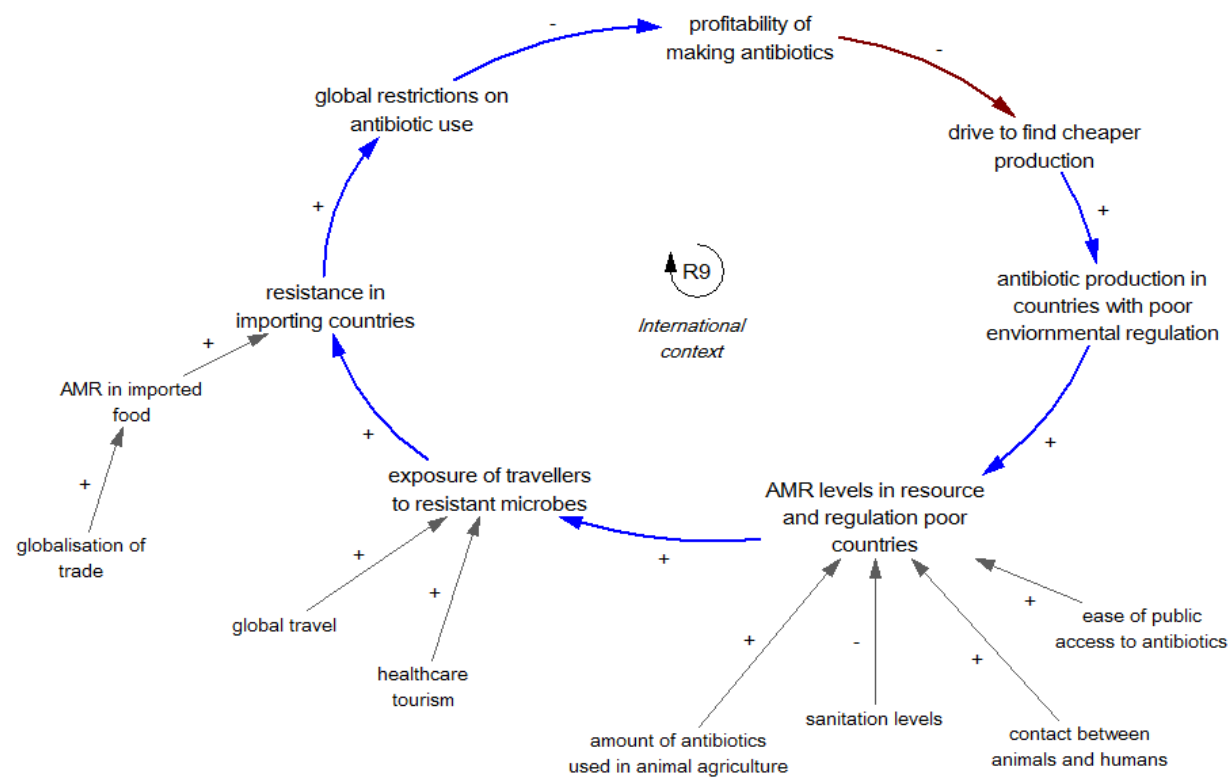 -
profitability of
making antibiotics
-
global restrictions on
antibiotic use
drive to find cheaper
production
+
+
R9
International
context
resistance in
importing countries
antibiotic production in
countries with poor
enviornmental regulation
+
AMR in imported
food
+
+
+
exposure of travellers
to resistant microbes
AMR levels in resource
and regulation poor
countries
globalisation of
trade
+
+
+
global travel
healthcare
tourism
+
-
+
+
ease of public
access to antibiotics
sanitation levels
amount of antibiotics
used in animal agriculture
contact between
animals and humans